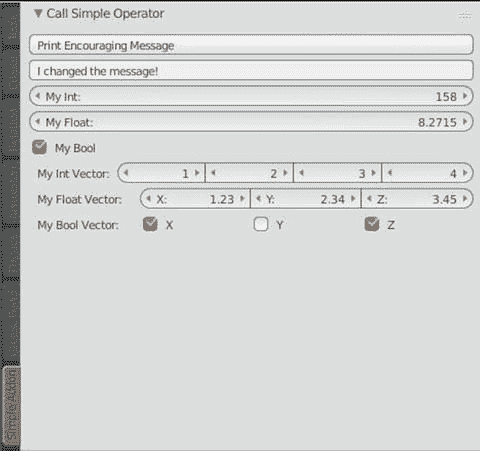 Call Simple Operator
Print Encouraging Message
I changed the message!
My Int: 158
My Float: 8.2715
My Bool
My Int Vector: 1 2 3 4
My Float Vector: X: 1.23 Y: 2.34 Z: 3.45
My Bool Vector: X Y Z
Simple Action